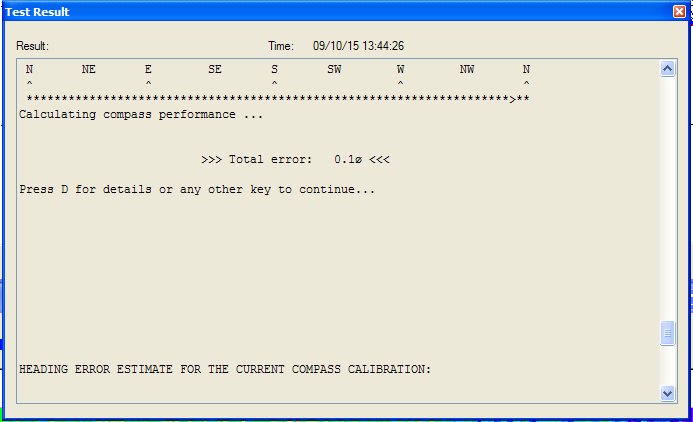 Test Result
Result: Time: 09/10/15 13:44:26
N NE E SE S SW W NW N
^ ^ ^ ^ ^
*********************************************************************>**
Calculating compass performance ...
>>> Total error: 0.1ø <<<
Press D for details or any other key to continue...
HEADING ERROR ESTIMATE FOR THE CURRENT COMPASS CALIBRATION: